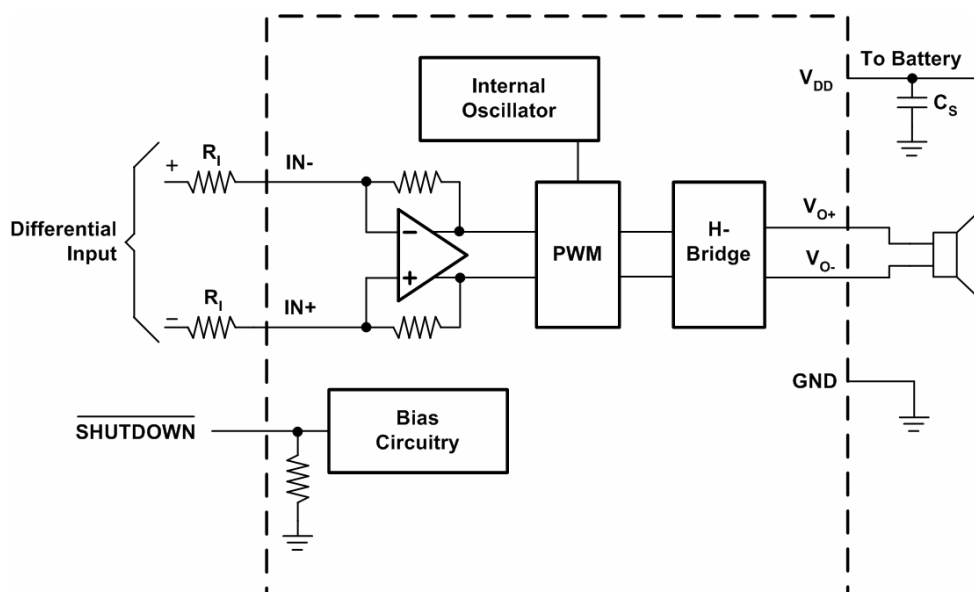 To Battery
V_DD
C_S
Internal
Oscillator
R_I
IN-
+
Differential
Input
−
+
PWM
H-
Bridge
V_O+
V_O-
−
R_I
IN+
GND
SHUTDOWN
Bias
Circuitry